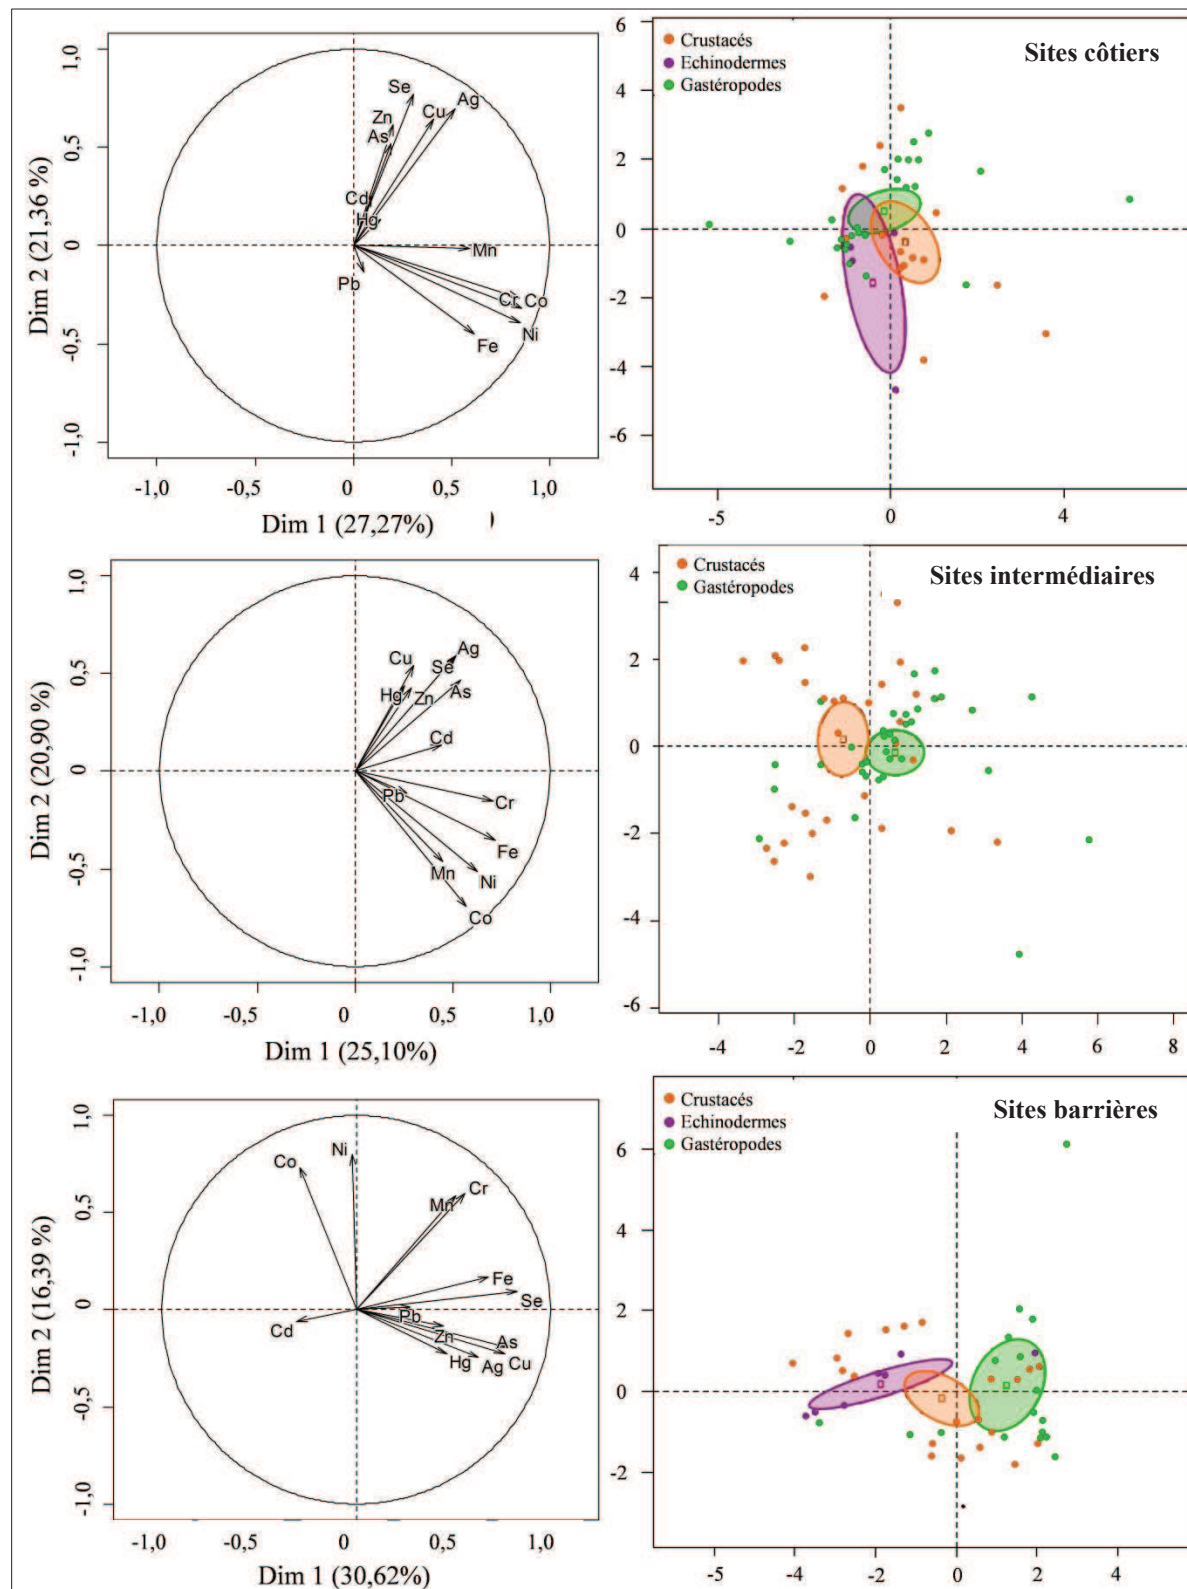 1,0
0,5
0
-0,5
-1,0
Dim 2 (21,36 %)
Se
Ag
Cu
Zn
As
Cd
Hg
Mn
Pb
Cr
Co
Ni
Fe
-1,0 -0,5 0 0,5 1,0
Dim 1 (27,27%)
)
Crustacés
Echinodermes
Gastéropodes
Sites côtiers
6
4
2
0
-2
-4
-6
-5 0 4
1,0
0,5
0
-0,5
-1,0
Dim 2 (20,90 %)
Cu
Ag
Se
Hg
Zn
As
Cd
Pb
Cr
Fe
Mn
Ni
Co
-1,0 -0,5 0 0,5 1,0
Dim 1 (25,10%)
Crustacés
Gastéropodes
Sites intermédiaires
4
2
0
-2
-4
-6
-4 -2 0 2 4 6 8
1,0
0,5
0
-0,5
-1,0
Dim 2 (16,39 %)
Ni
Co
Mn
Cr
Fe
Se
Pb
Cd
Zn
As
Hg
Ag
Cu
-1,0 -0,5 0 0,5 1,0
Dim 1 (30,62%)
Crustacés
Echinodermes
Gastéropodes
Sites barrières
6
4
2
0
-2
-5 -4 -2 0 2 4